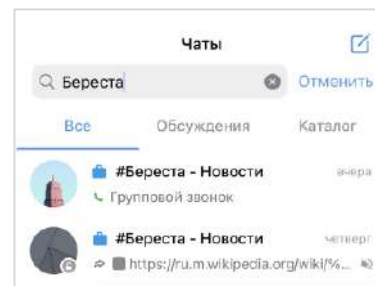 Чаты
Береста
Отменить
Все Обсуждения Каталог
#Береста - Новости вчера
Групповой звонок
#Береста - Новости четверг
https://ru.m.wikipedia.org/wiki/%...